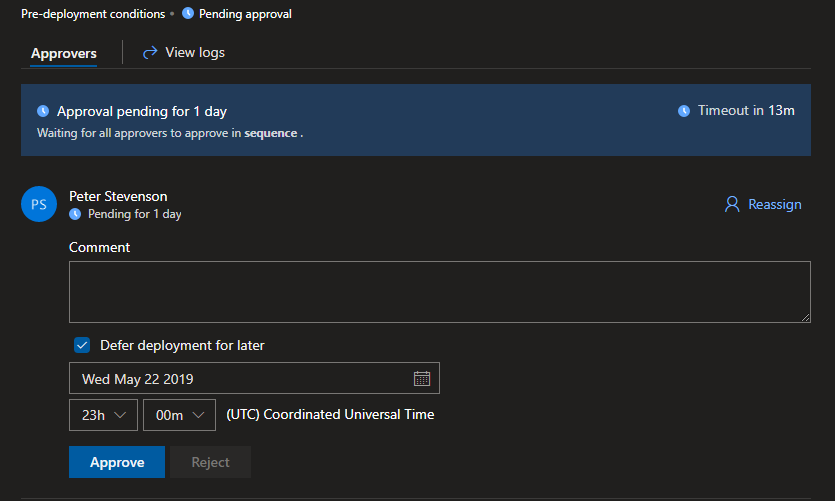 Pre-deployment conditions • Pending approval
Approvers View logs
Approval pending for 1 day Timeout in 13m
Waiting for all approvers to approve in sequence .
PS Peter Stevenson
Pending for 1 day Reassign
Comment
Defer deployment for later
Wed May 22 2019
23h 00m (UTC) Coordinated Universal Time
Approve Reject